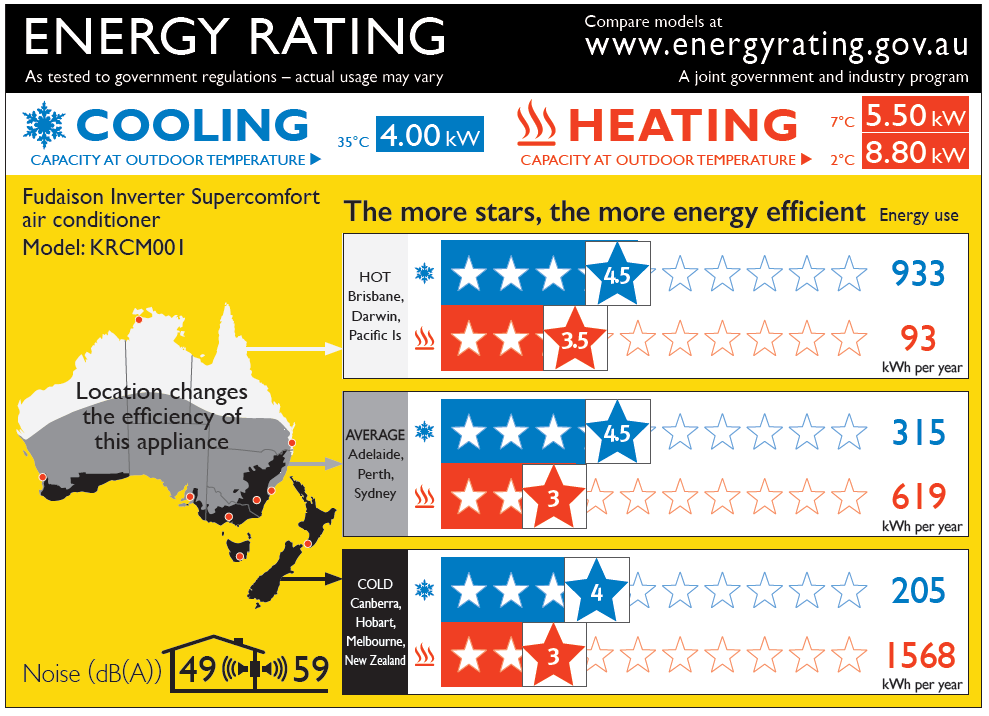 ENERGY RATING
As tested to government regulations – actual usage may vary
Compare models at
www.energyrating.gov.au
A joint government and industry program
COOLING
CAPACITY AT OUTDOOR TEMPERATURE
35°C 4.00 kW
HEATING
CAPACITY AT OUTDOOR TEMPERATURE
7°C 5.50 kW
2°C 8.80 kW
Fudaison Inverter Supercomfort
air conditioner
Model: KRCM001
The more stars, the more energy efficient
Energy use
HOT
Brisbane,
Darwin,
Pacific Is
4.5
933
3.5
93
kWh per year
Location changes
the efficiency of
this appliance
AVERAGE
Adelaide,
Perth,
Sydney
4.5
315
3
619
kWh per year
COLD
Canberra,
Hobart,
Melbourne,
New Zealand
4
205
3
1568
kWh per year
Noise (dB(A)) 49 59